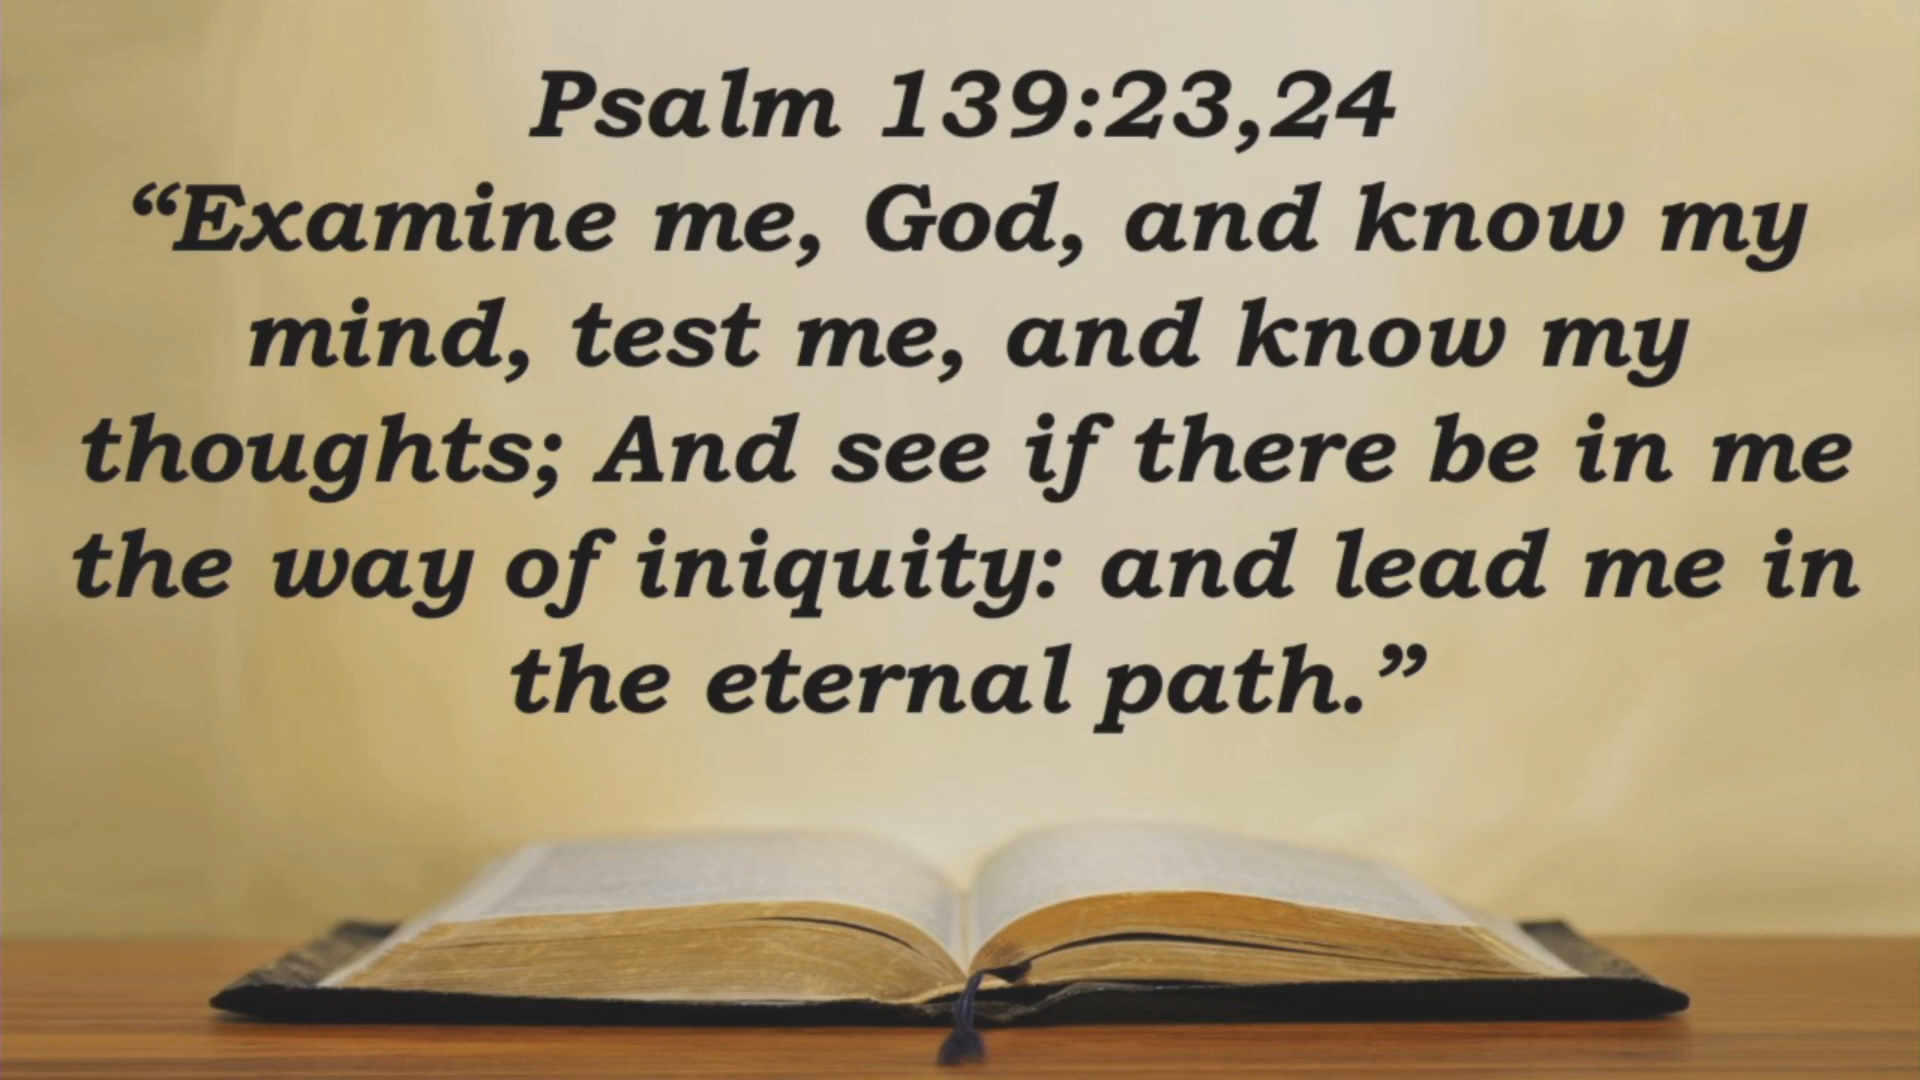 Psalm 139:23,24
“Examine me, God, and know my
mind, test me, and know my
thoughts; And see if there be in me
the way of iniquity: and lead me in
the eternal path.”